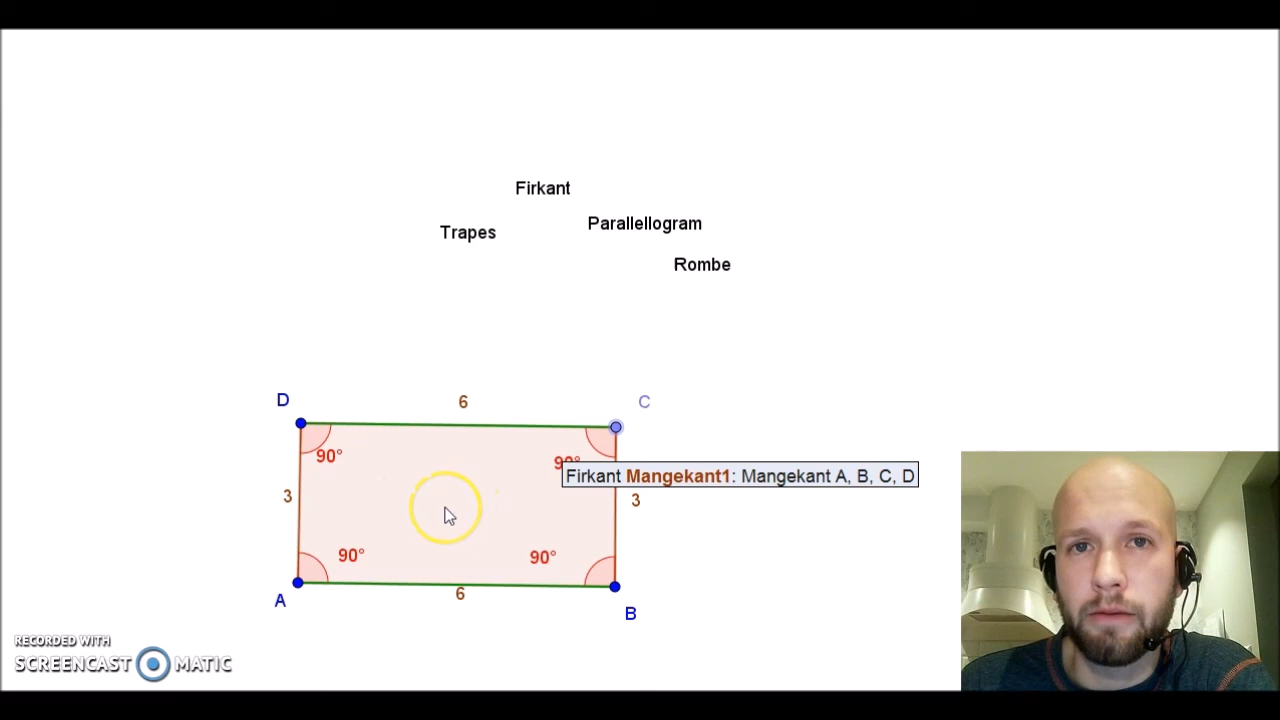 Firkant
Parallellogram
Trapes
Rombe
D
6
C
90°
90°
Firkant Mangekant1: Mangekant A, B, C, D
3
3
90°
90°
A
6
B
RECORDED WITH
SCREENCAST MATIC